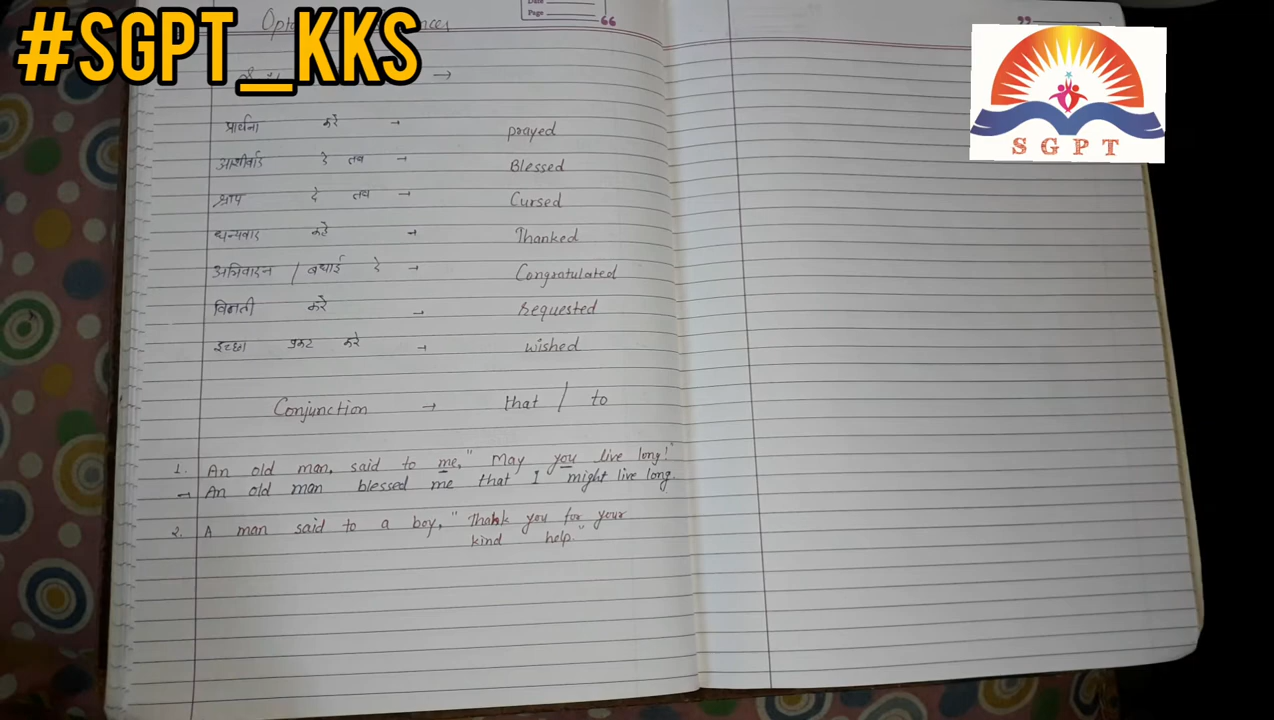 #SGPT__KKS
Date
Page
SGPT
→
प्रार्थना करे → prayed
आशीर्वाद दे तब → Blessed
श्राप दे तब → Cursed
धन्यवाद कहे → Thanked
अभिवादन / बधाई दे → Congratulated
विनती करे → requested
इच्छा प्रकट करे → wished
Conjunction → that / to
1. An old man, said to me, "May you live long!"
→ An old man blessed me that I might live long.
2. A man said to a boy, "Thank you for your
kind help."